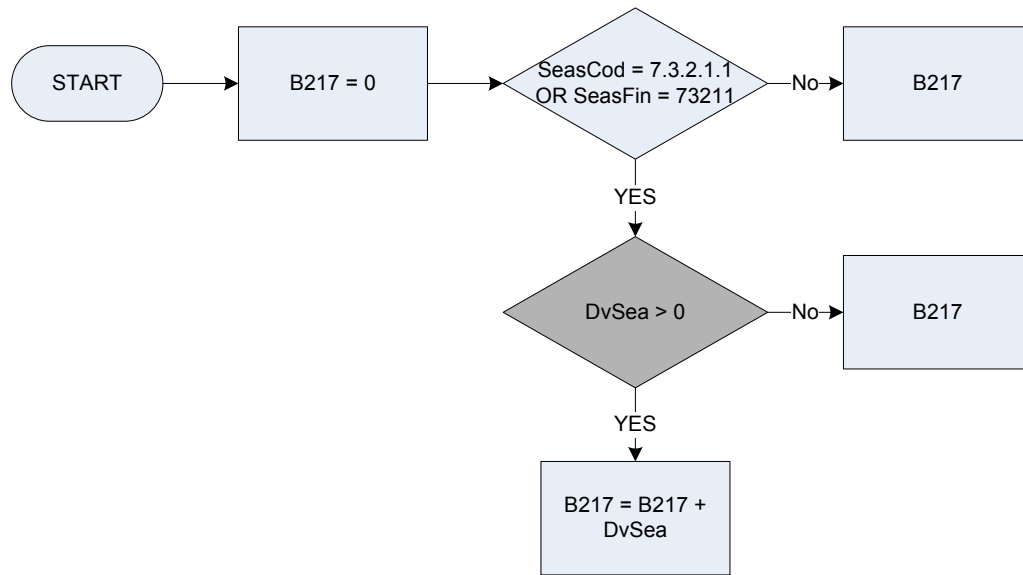 START
B217 = 0
SeasCod = 7.3.2.1.1
OR SeasFin = 73211
No
B217
YES
DvSea > 0
No
B217
YES
B217 = B217 +
DvSea